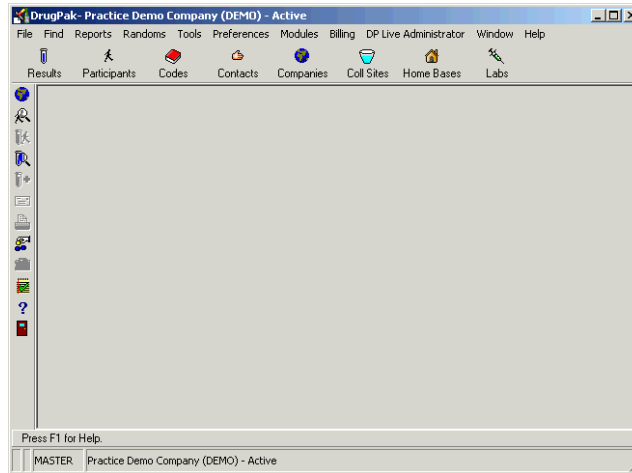 DrugPak- Practice Demo Company (DEMO) - Active
File Find Reports Randoms Tools Preferences Modules Billing DP Live Administrator Window Help
Results Participants Codes Contacts Companies Coll Sites Home Bases Labs
?
Press F1 for Help.
MASTER Practice Demo Company (DEMO) - Active